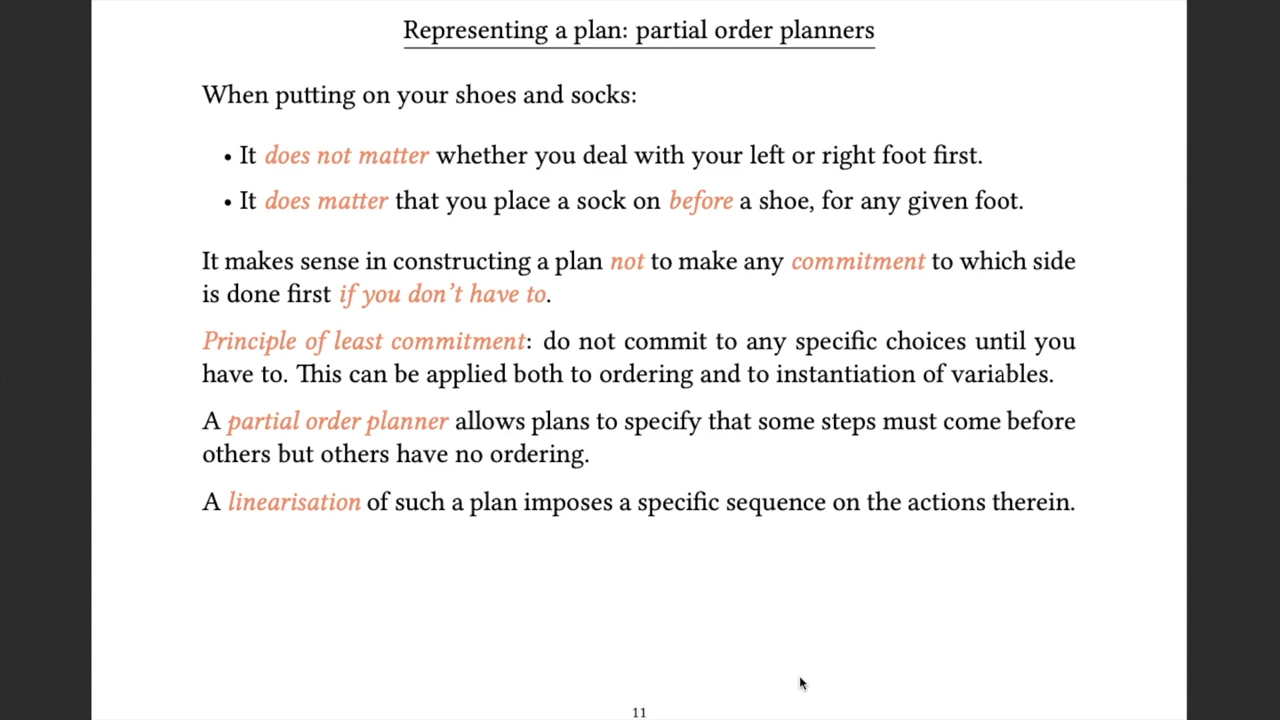 Representing a plan: partial order planners
When putting on your shoes and socks:
• It does not matter whether you deal with your left or right foot first.
• It does matter that you place a sock on before a shoe, for any given foot.
It makes sense in constructing a plan not to make any commitment to which side
is done first if you don't have to.
Principle of least commitment: do not commit to any specific choices until you
have to. This can be applied both to ordering and to instantiation of variables.
A partial order planner allows plans to specify that some steps must come before
others but others have no ordering.
A linearisation of such a plan imposes a specific sequence on the actions therein.
11